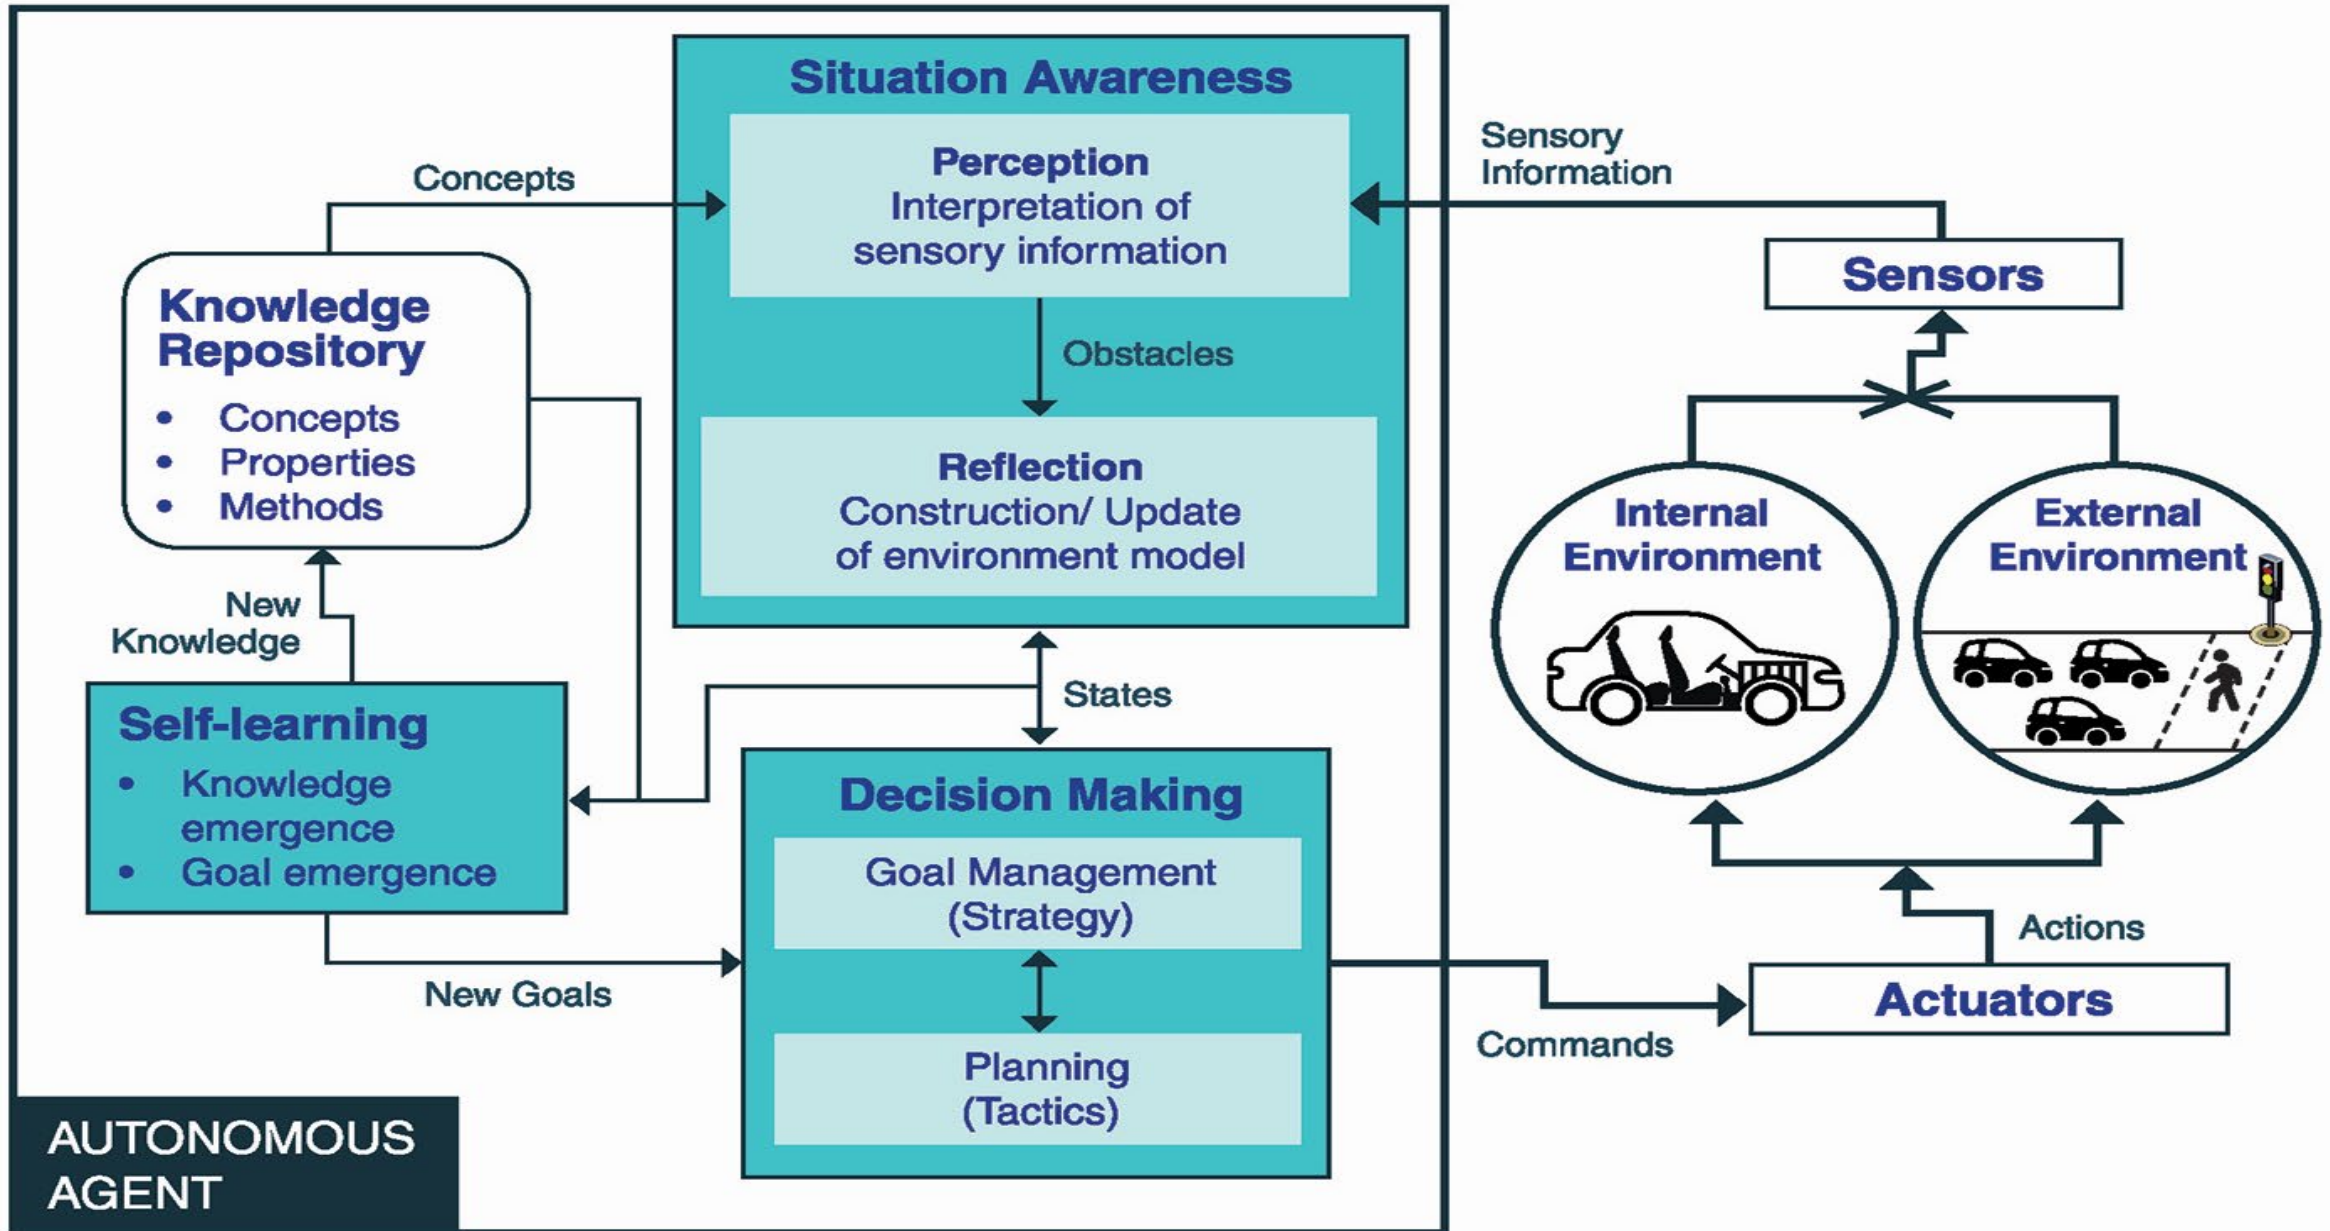 Situation Awareness
Perception
Interpretation of
sensory information
Obstacles
Reflection
Construction/ Update
of environment model
Concepts
Knowledge
Repository
• Concepts
• Properties
• Methods
New
Knowledge
Self-learning
• Knowledge
emergence
• Goal emergence
New Goals
States
Decision Making
Goal Management
(Strategy)
Planning
(Tactics)
AUTONOMOUS
AGENT
Sensory
Information
Sensors
Internal
Environment
External
Environment
Actions
Actuators
Commands